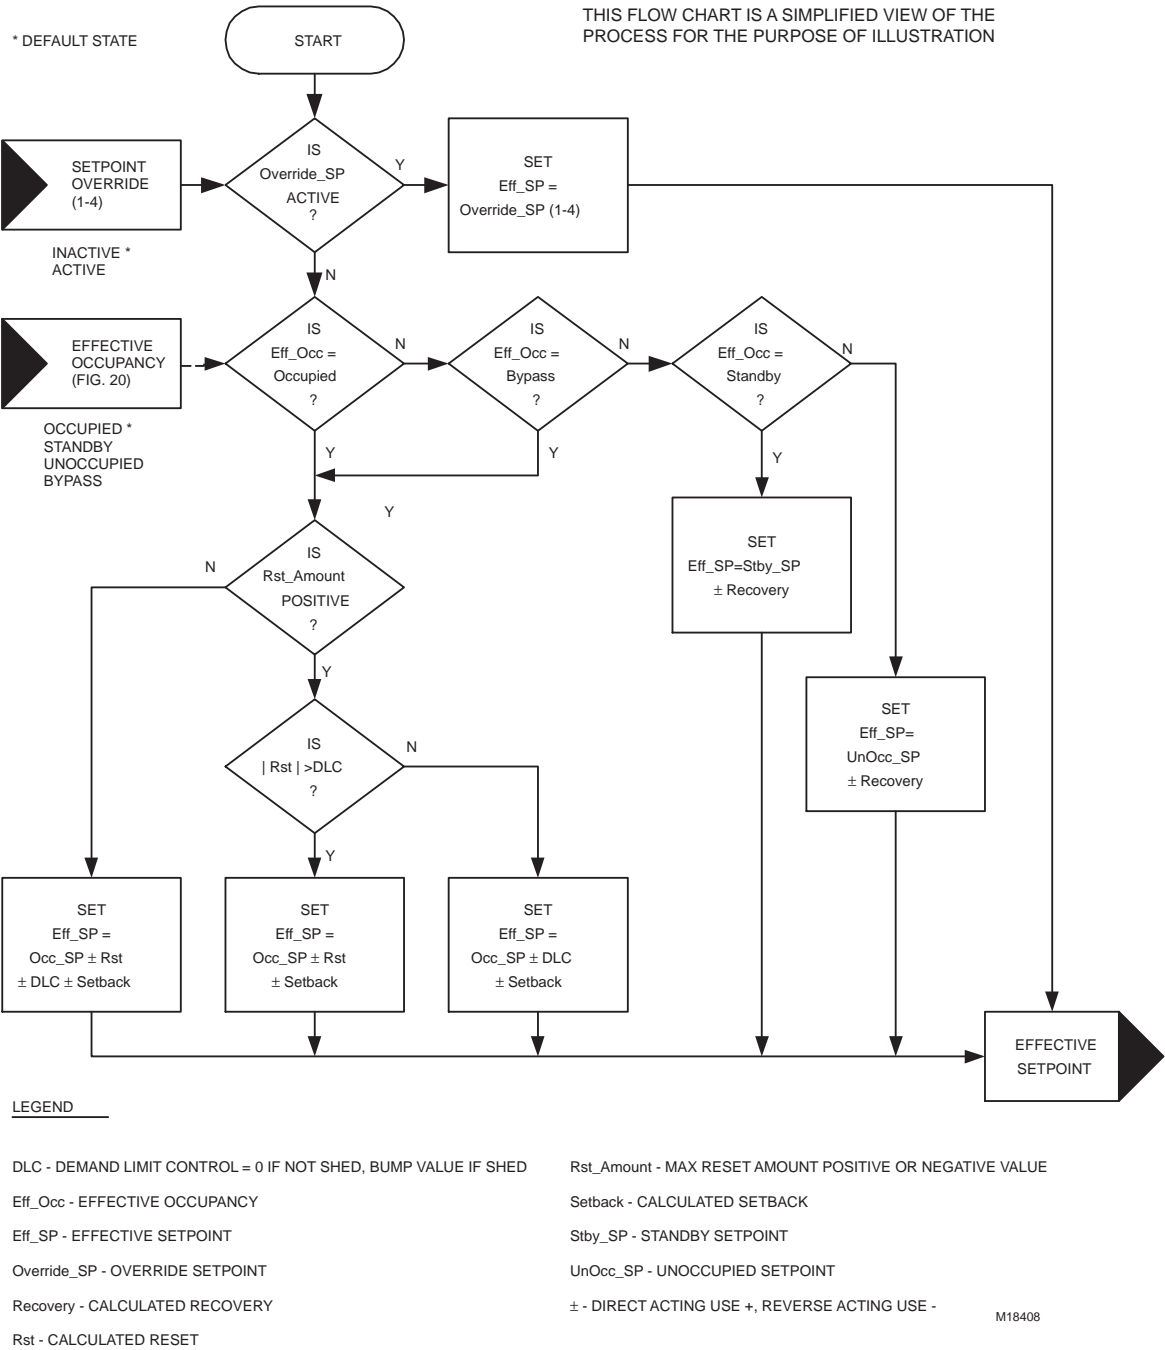 * DEFAULT STATE
START
THIS FLOW CHART IS A SIMPLIFIED VIEW OF THE
PROCESS FOR THE PURPOSE OF ILLUSTRATION
SETPOINT
OVERRIDE
(1-4)
INACTIVE *
ACTIVE
IS
Override_SP
ACTIVE
?
Y
SET
Eff_SP =
Override_SP (1-4)
N
EFFECTIVE
OCCUPANCY
(FIG. 20)
OCCUPIED *
STANDBY
UNOCCUPIED
BYPASS
IS
Eff_Occ =
Occupied
?
N
IS
Eff_Occ =
Bypass
?
N
IS
Eff_Occ =
Standby
?
N
Y
Y
Y
Y
SET
Eff_SP=Stby_SP
± Recovery
N
IS
Rst_Amount
POSITIVE
?
Y
SET
Eff_SP=
UnOcc_SP
± Recovery
IS
| Rst | >DLC
?
N
Y
SET
Eff_SP =
Occ_SP ± Rst
± DLC ± Setback
SET
Eff_SP =
Occ_SP ± Rst
± Setback
SET
Eff_SP =
Occ_SP ± DLC
± Setback
EFFECTIVE
SETPOINT
LEGEND
DLC - DEMAND LIMIT CONTROL = 0 IF NOT SHED, BUMP VALUE IF SHED
Eff_Occ - EFFECTIVE OCCUPANCY
Eff_SP - EFFECTIVE SETPOINT
Override_SP - OVERRIDE SETPOINT
Recovery - CALCULATED RECOVERY
Rst - CALCULATED RESET
Rst_Amount - MAX RESET AMOUNT POSITIVE OR NEGATIVE VALUE
Setback - CALCULATED SETBACK
Stby_SP - STANDBY SETPOINT
UnOcc_SP - UNOCCUPIED SETPOINT
± - DIRECT ACTING USE +, REVERSE ACTING USE -
M18408